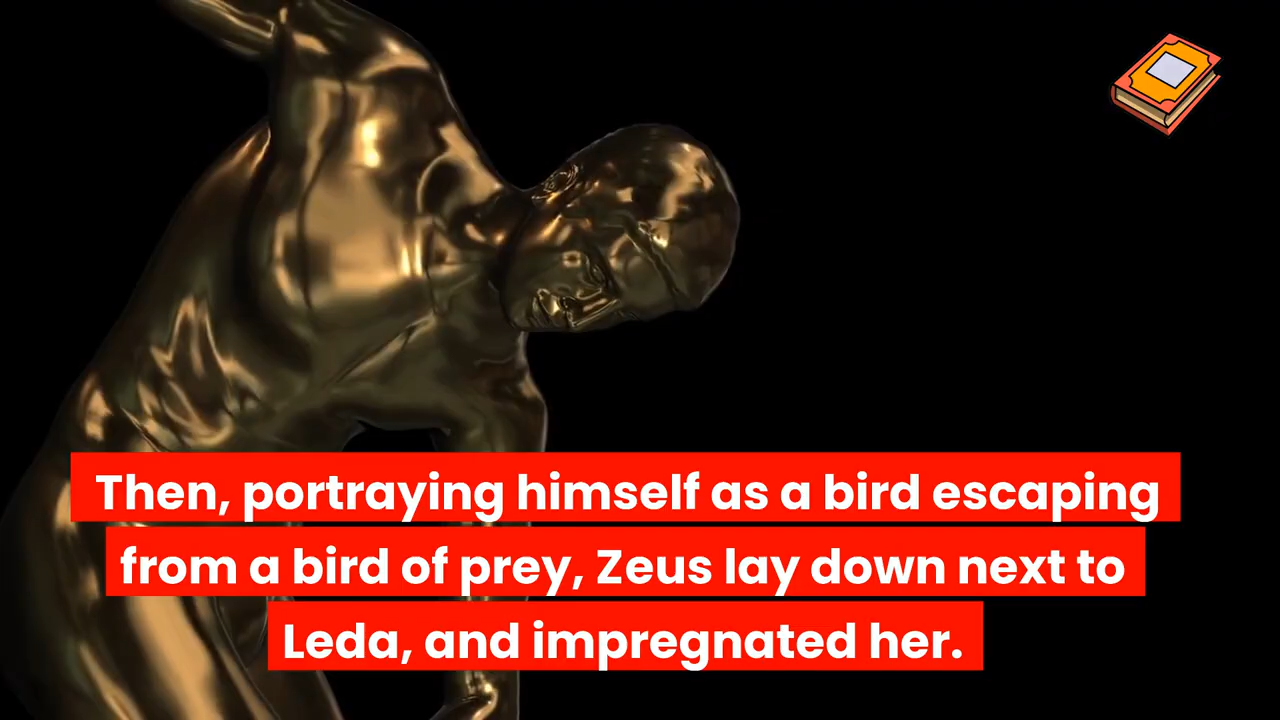 Then, portraying himself as a bird escaping
from a bird of prey, Zeus lay down next to
Leda, and impregnated her.